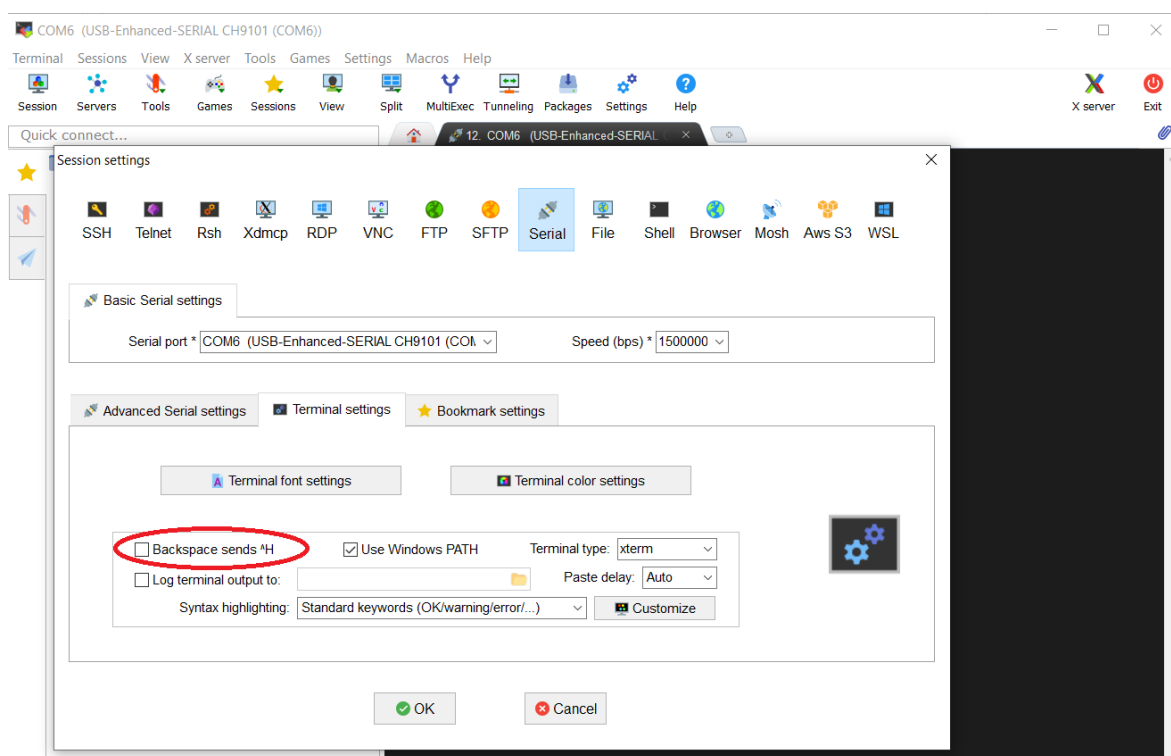 COM6 (USB-Enhanced-SERIAL CH9101 (COM6))
Terminal Sessions View X server Tools Games Settings Macros Help
Session Servers Tools Games Sessions View Split MultiExec Tunneling Packages Settings Help X server Exit
Quick connect...
12. COM6 (USB-Enhanced-SERIAL
Session settings
SSH Telnet Rsh Xdmcp RDP VNC FTP SFTP Serial File Shell Browser Mosh Aws S3 WSL
Basic Serial settings
Serial port * COM6 (USB-Enhanced-SERIAL CH9101 (CO Speed (bps) * 1500000
Advanced Serial settings Terminal settings Bookmark settings
Terminal font settings Terminal color settings
Backspace sends ^H Use Windows PATH Terminal type: xterm
Log terminal output to: Paste delay: Auto
Syntax highlighting: Standard keywords (OK/warning/error/...) Customize
OK Cancel